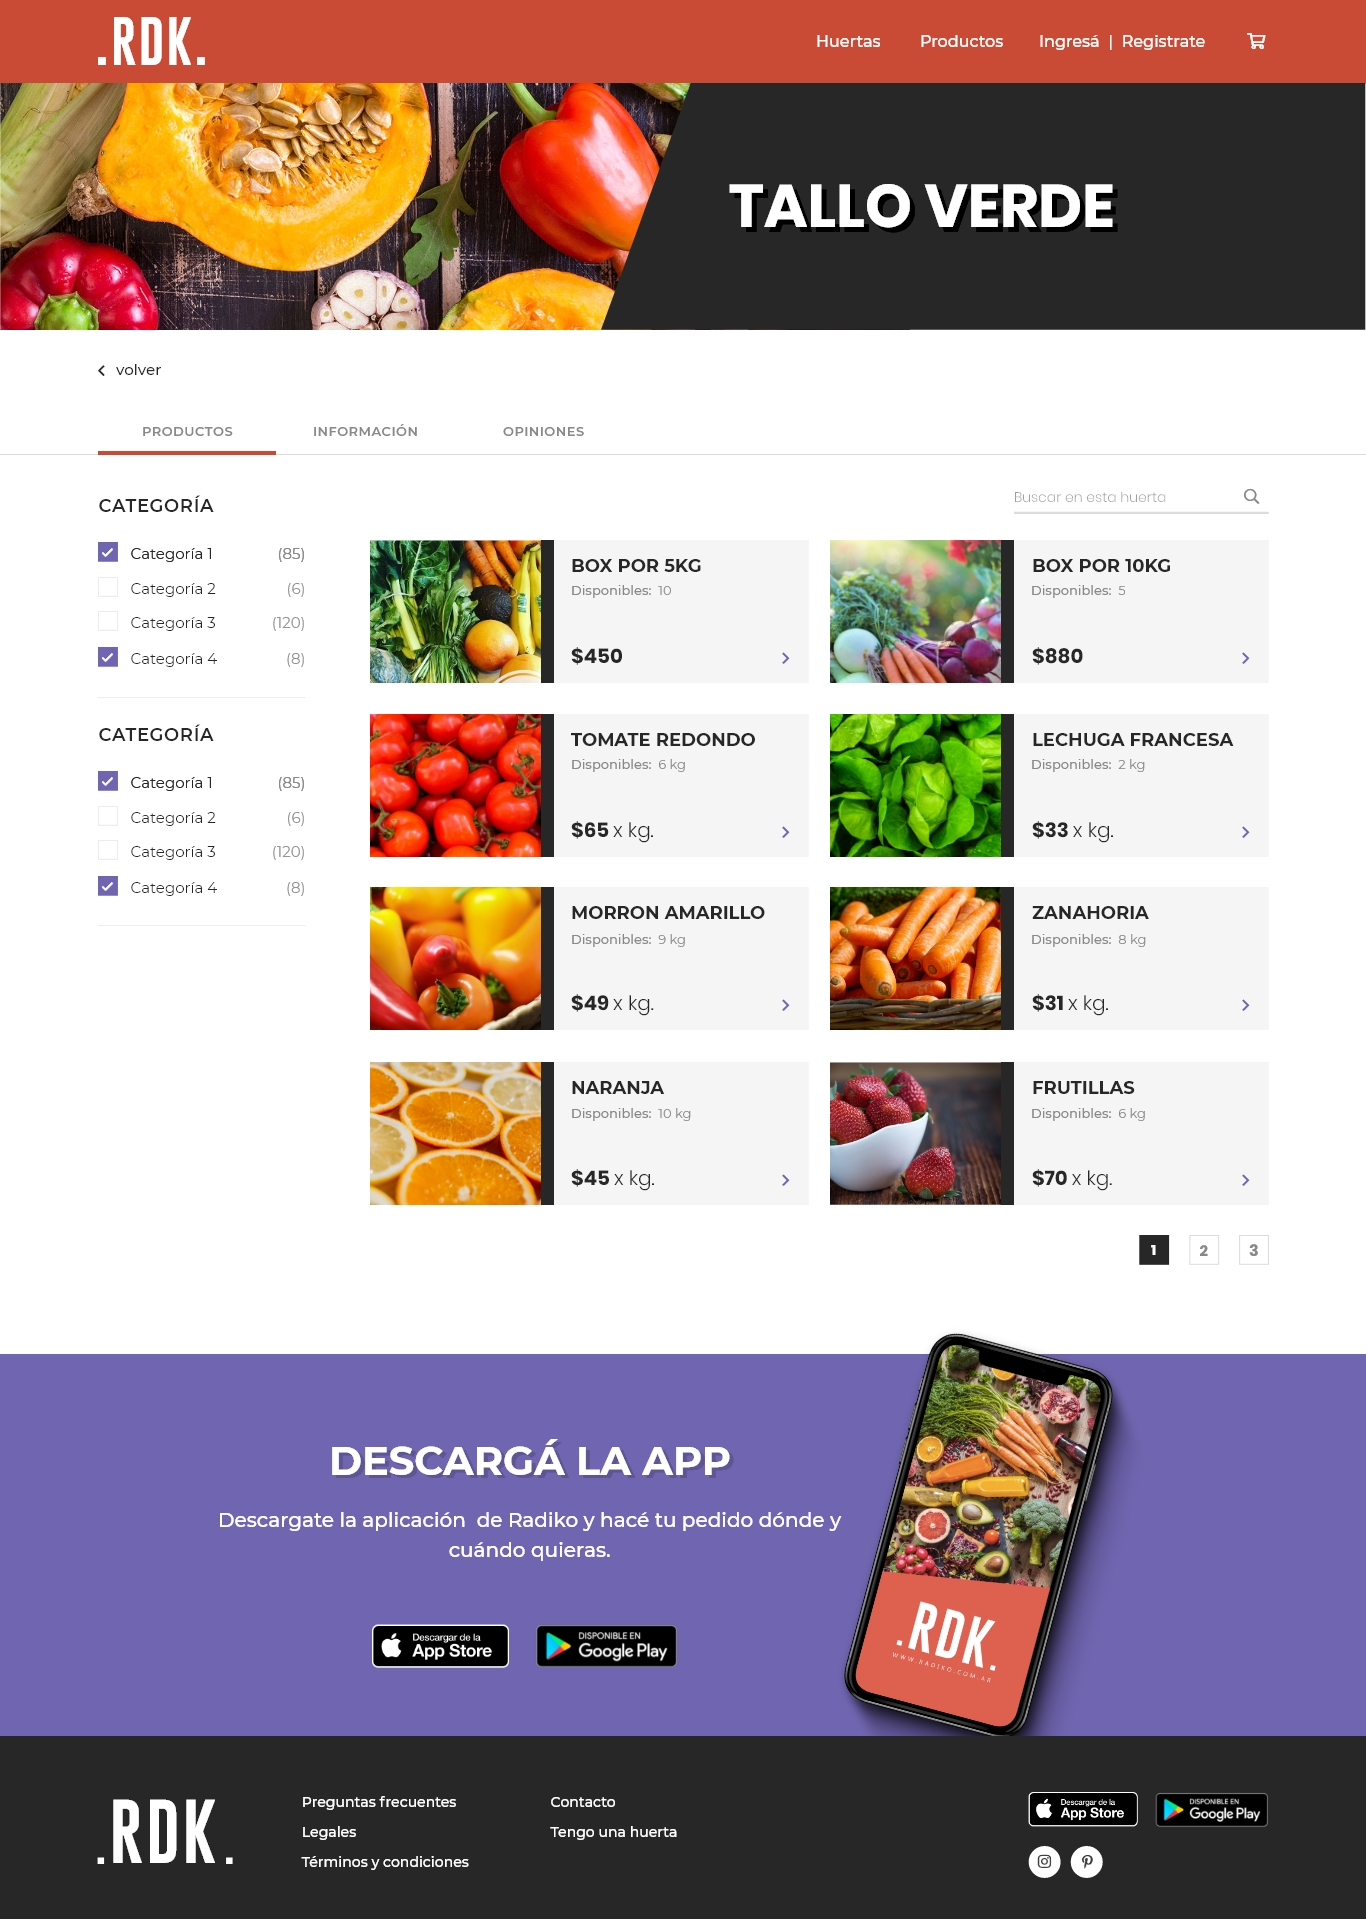 .RDK.
Huertas Productos Ingresá | Registrate
TALLO VERDE
volver
PRODUCTOS INFORMACIÓN OPINIONES
Buscar en esta huerta
CATEGORÍA
Categoría 1 (85)
Categoría 2 (6)
Categoría 3 (120)
Categoría 4 (8)
CATEGORÍA
Categoría 1 (85)
Categoría 2 (6)
Categoría 3 (120)
Categoría 4 (8)
BOX POR 5KG
Disponibles: 10
$450
BOX POR 10KG
Disponibles: 5
$880
TOMATE REDONDO
Disponibles: 6 kg
$65 x kg.
LECHUGA FRANCESA
Disponibles: 2 kg
$33 x kg.
MORRON AMARILLO
Disponibles: 9 kg
$49 x kg.
ZANAHORIA
Disponibles: 8 kg
$31 x kg.
NARANJA
Disponibles: 10 kg
$45 x kg.
FRUTILLAS
Disponibles: 6 kg
$70 x kg.
1 2 3
DESCARGÁ LA APP
Descargate la aplicación de Radiko y hacé tu pedido dónde y
cuándo quieras.
Descargar de la
App Store
DISPONIBLE EN
Google Play
.RDK.
WWW.RADIKO.COM.AR
.RDK.
Preguntas frecuentes
Legales
Términos y condiciones
Contacto
Tengo una huerta
Descargar de la
App Store
DISPONIBLE EN
Google Play